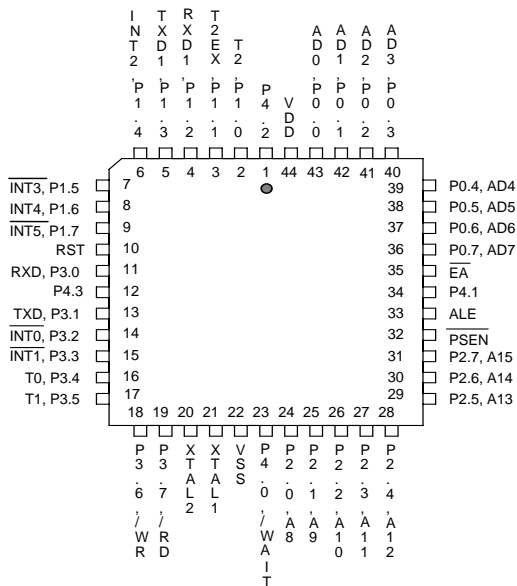 INT2, P1.4
TXD1, P1.3
RXD1, P1.2
T2EX, P1.1
T2, P1.0
P4.2
VDD
AD0, P0.0
AD1, P0.1
AD2, P0.2
AD3, P0.3
6 5 4 3 2 1 44 43 42 41 40
INT3, P1.5 7
INT4, P1.6 8
INT5, P1.7 9
RST 10
RXD, P3.0 11
P4.3 12
TXD, P3.1 13
INT0, P3.2 14
INT1, P3.3 15
T0, P3.4 16
T1, P3.5 17
39 P0.4, AD4
38 P0.5, AD5
37 P0.6, AD6
36 P0.7, AD7
35 EA
34 P4.1
33 ALE
32 PSEN
31 P2.7, A15
30 P2.6, A14
29 P2.5, A13
18 19 20 21 22 23 24 25 26 27 28
P3.6, /WR
P3.7, /RD
XTAL2
XTAL1
VSS
P4.0, /WAIT
P2.0, A8
P2.1, A9
P2.2, A10
P2.3, A11
P2.4, A12